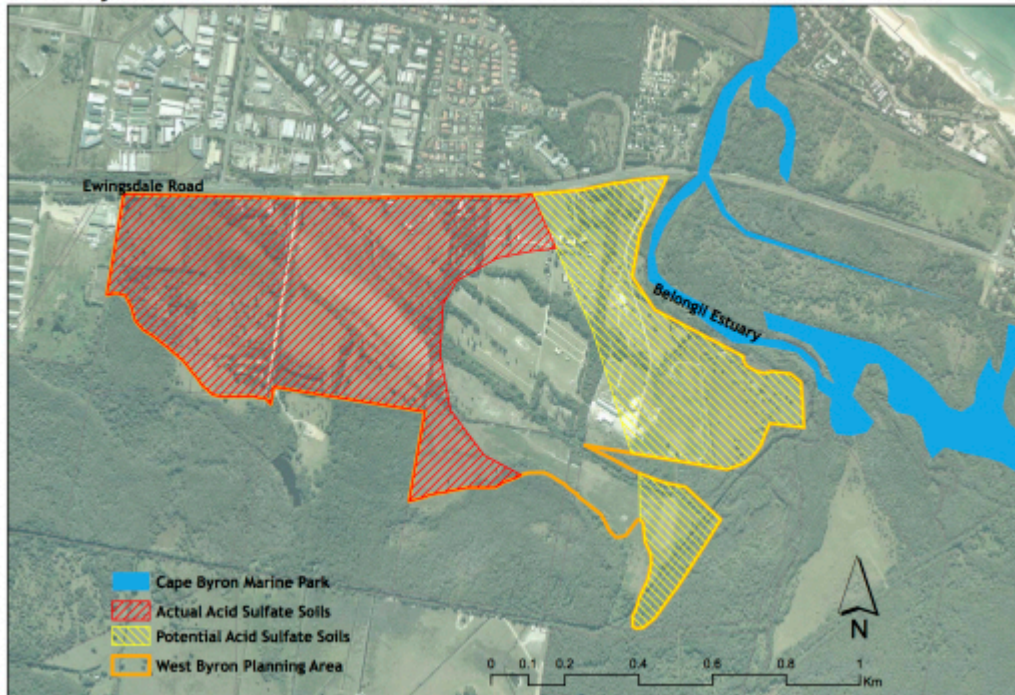 Ewingsdale Road
Belongil Estuary
Cape Byron Marine Park
Actual Acid Sulfate Soils
Potential Acid Sulfate Soils
West Byron Planning Area
N
0 0.1 0.2 0.4 0.6 0.8 1
Km